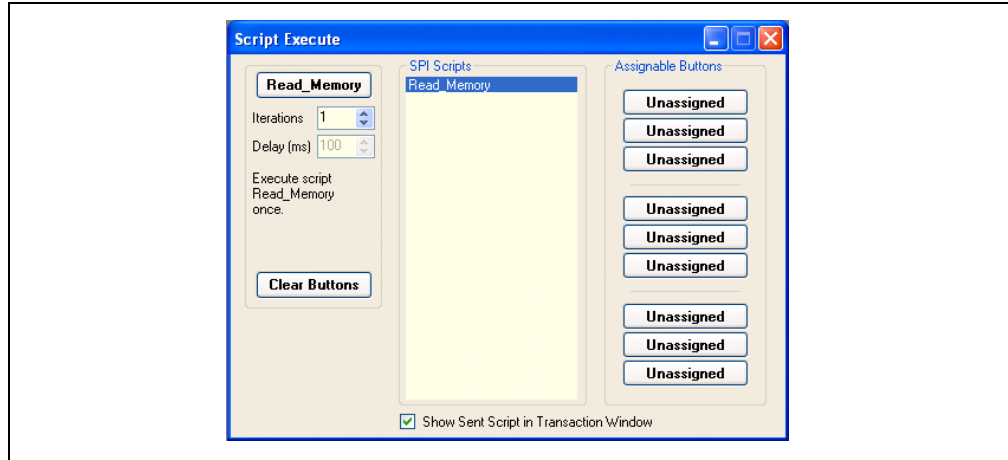 Script Execute
Read_Memory
Iterations 1
Delay (ms) 100
Execute script
Read_Memory
once.
Clear Buttons
SPI Scripts
Read_Memory
Assignable Buttons
Unassigned
Unassigned
Unassigned
Unassigned
Unassigned
Unassigned
Unassigned
Unassigned
Unassigned
Show Sent Script in Transaction Window